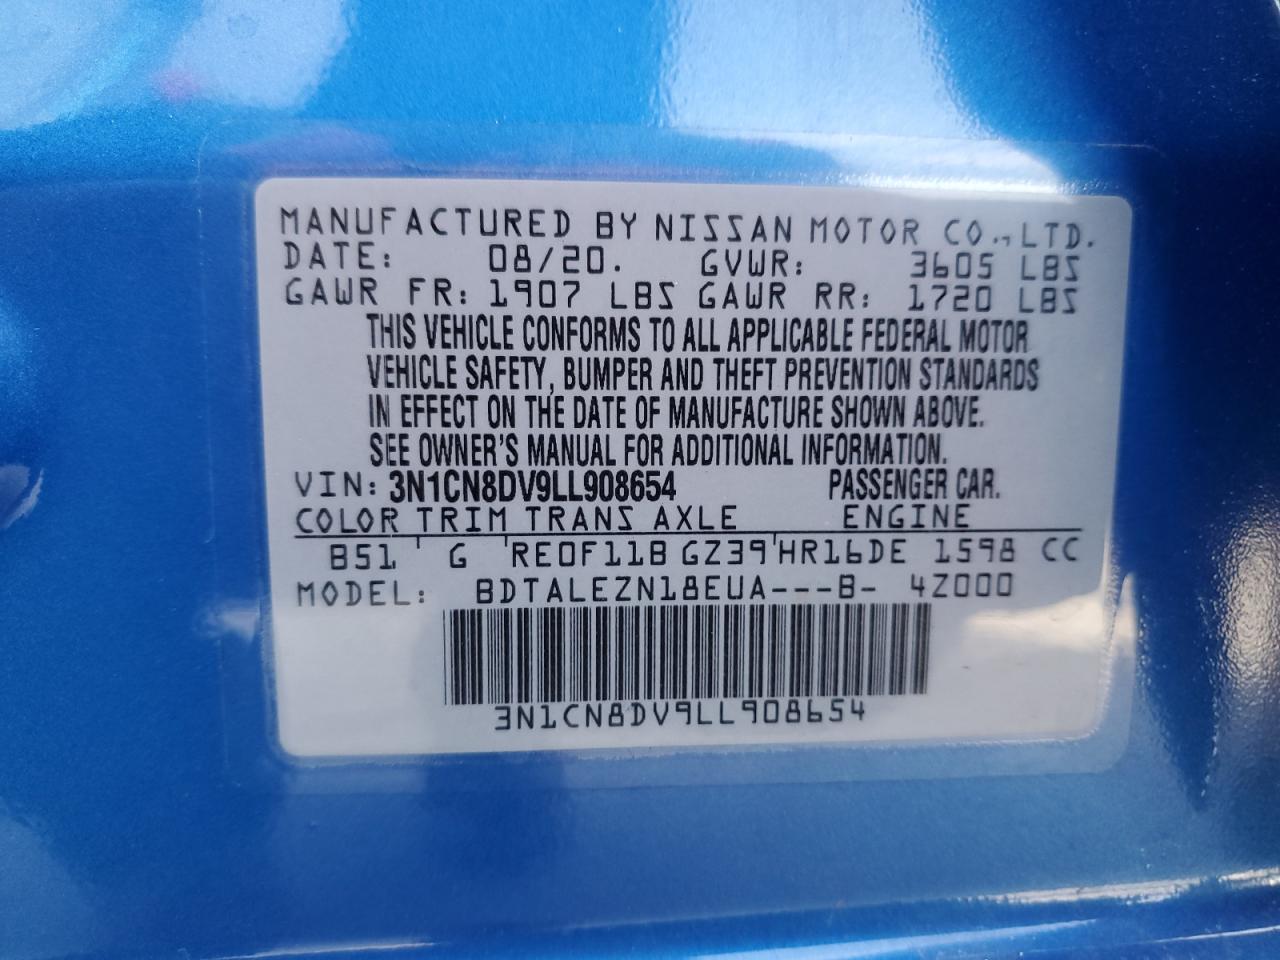 MANUFACTURED BY NISSAN MOTOR CO.,LTD.
DATE: 08/20. GVWR: 3605 LBS
GAWR FR: 1907 LBS GAWR RR: 1720 LBS
THIS VEHICLE CONFORMS TO ALL APPLICABLE FEDERAL MOTOR
VEHICLE SAFETY, BUMPER AND THEFT PREVENTION STANDARDS
IN EFFECT ON THE DATE OF MANUFACTURE SHOWN ABOVE.
SEE OWNER'S MANUAL FOR ADDITIONAL INFORMATION.
VIN: 3N1CN8DV9LL908654 PASSENGER CAR.
COLOR TRIM TRANS AXLE ENGINE
B51 G RE0F11B GZ39 HR16DE 1598 CC
MODEL: BDTALEZN18EUA---B- 4Z000
3N1CN8DV9LL908654